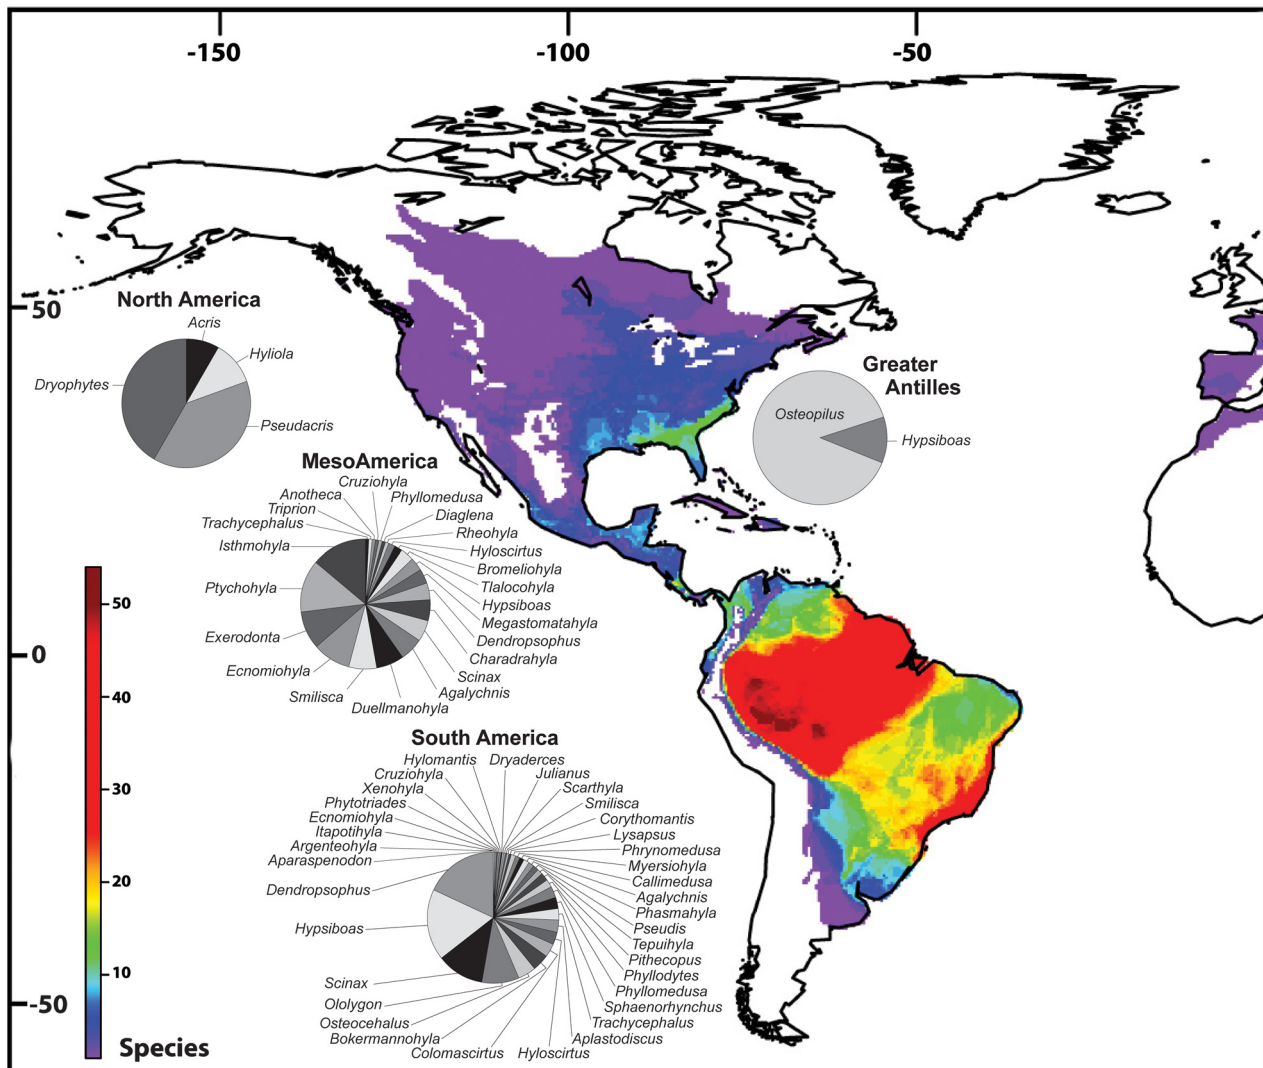 -150
-100
-50
50
0
-50
North America
Acris
Hyliola
Dryophytes
Pseudacris
Greater
Antilles
Osteopilus
Hypsiboas
MesoAmerica
Cruziohyla
Anotheca
Phyllomedusa
Triprion
Diaglena
Trachycephalus
Rheohyla
Isthmohyla
Hyloscirtus
Bromeliohyla
Ptychohyla
Tlalocohyla
Hypsiboas
Megastomatahyla
Exerodonta
Dendropsophus
Charadrahyla
Ecnomiohyla
Scinax
Smilisca
Agalychnis
Duellmanohyla
South America
Hylomantis
Dryaderces
Cruziohyla
Julianus
Xenohyla
Scarthyla
Phytotriades
Smilisca
Ecnomiohyla
Corythomantis
Itapotihyla
Lysapsus
Argenteohyla
Phrynomedusa
Aparaspenodon
Myersiohyla
Callimedusa
Dendropsophus
Agalychnis
Phasmahyla
Hypsiboas
Pseudis
Tepuihyla
Pithecopus
Phyllodytes
Scinax
Phyllomedusa
Ololygon
Sphaenorhynchus
Osteocehalus
Trachycephalus
Bokermannohyla
Aplastodiscus
Colomascirtus
Hyloscirtus
50
40
30
20
10
Species